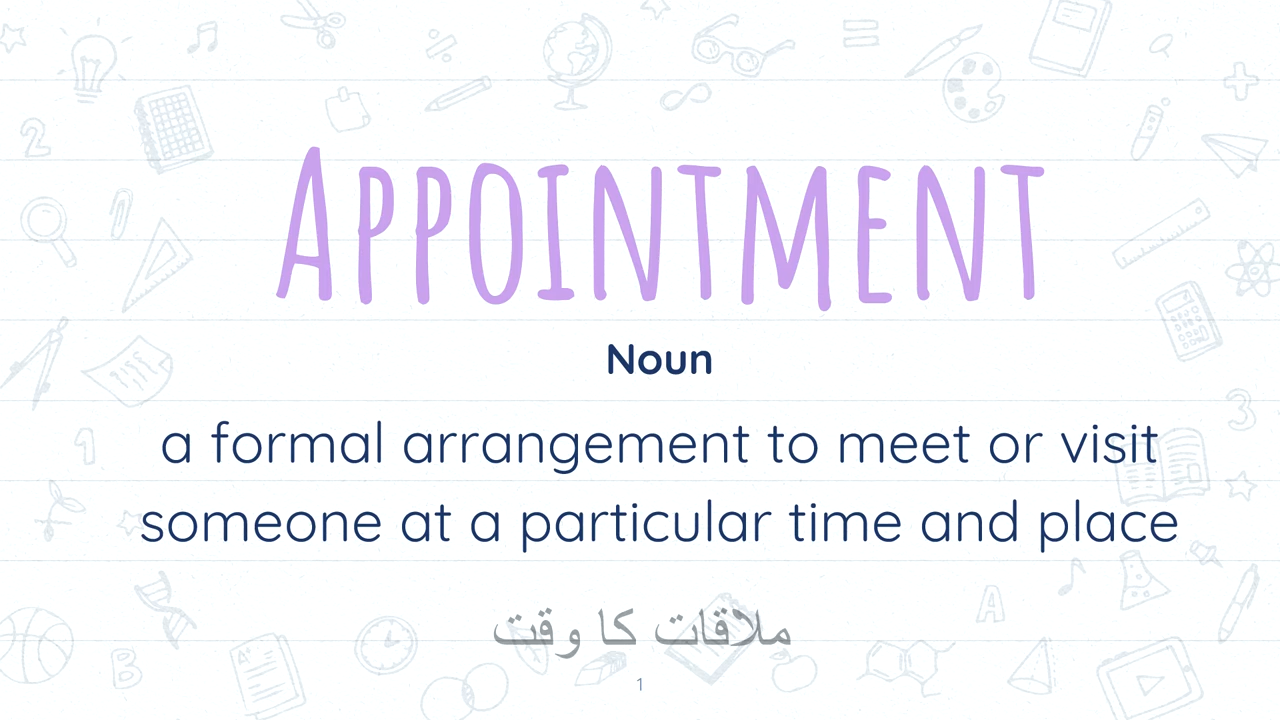 APPOINTMENT
Noun
a formal arrangement to meet or visit
someone at a particular time and place
ملاقات کا وقت
1